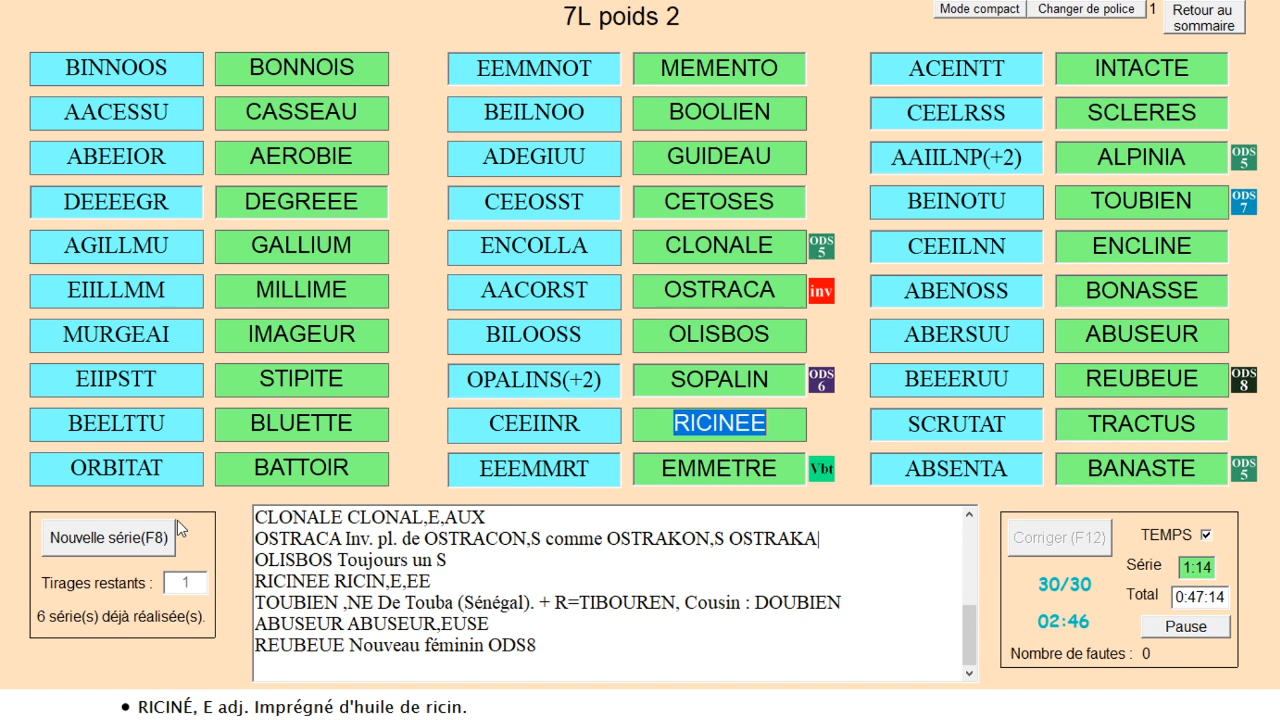 7L poids 2
Mode compact Changer de police 1 Retour au
sommaire
BINNOOS BONNOIS EEMMNOT MEMENTO ACEINTT INTACTE
AACESSU CASSEAU BEILNOO BOOLIEN CEELRSS SCLERES
ABEEIOR AEROBIE ADEGIUU GUIDEAU AAIILNP(+2) ALPINIA ODS 5
DEEEEGR DEGREEE CEEOSST CETOSES BEINOTU TOUBIEN ODS 7
AGILLMU GALLIUM ENCOLLA CLONALE ODS 5 CEEILNN ENCLINE
EIILLMM MILLIME AACORST OSTRACA inv ABENOSS BONASSE
MURGEAI IMAGEUR BILOOSS OLISBOS ABERSUU ABUSEUR
EIIPSTT STIPITE OPALINS(+2) SOPALIN ODS 6 BEEERUU REUBEUE ODS 8
BEELTTU BLUETTE CEEIINR RICINEE SCRUTAT TRACTUS
ORBITAT BATTOIR EEEMMRT EMMETRE Vbt ABSENTA BANASTE ODS 5
Nouvelle série(F8)
Tirages restants : 1
6 série(s) déjà réalisée(s).
CLONALE CLONAL,E,AUX
OSTRACA Inv. pl. de OSTRACON,S comme OSTRAKON,S OSTRAKA
OLISBOS Toujours un S
RICINEE RICIN,E,EE
TOUBIEN ,NE De Touba (Sénégal). + R=TIBOUREN, Cousin : DOUBIEN
ABUSEUR ABUSEUR,EUSE
REUBEUE Nouveau féminin ODS8
Corriger (F12) TEMPS
Série 1:14
30/30
Total 0:47:14
02:46 Pause
Nombre de fautes : 0
• RICINÉ, E adj. Imprégné d'huile de ricin.